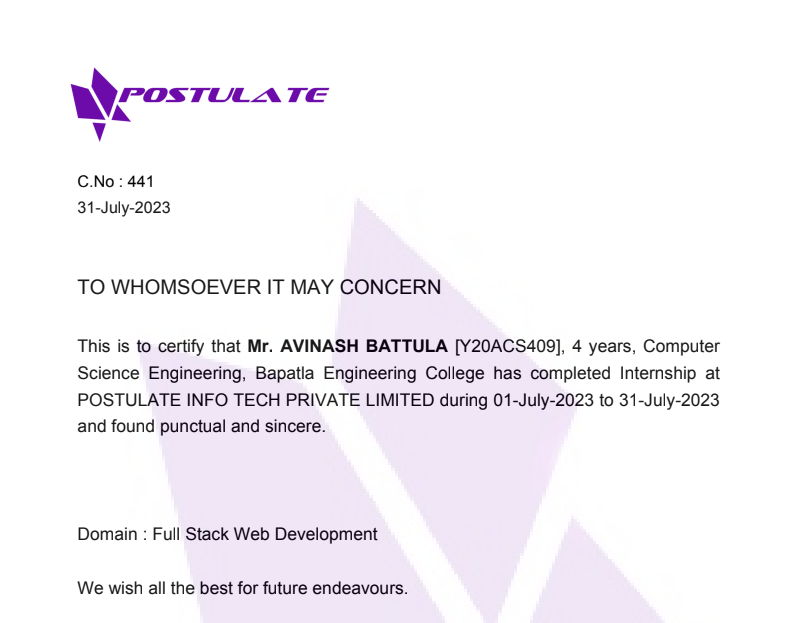 POSTULATE
C.No : 441
31-July-2023
TO WHOMSOEVER IT MAY CONCERN
This is to certify that Mr. AVINASH BATTULA [Y20ACS409], 4 years, Computer
Science Engineering, Bapatla Engineering College has completed Internship at
POSTULATE INFO TECH PRIVATE LIMITED during 01-July-2023 to 31-July-2023
and found punctual and sincere.
Domain : Full Stack Web Development
We wish all the best for future endeavours.